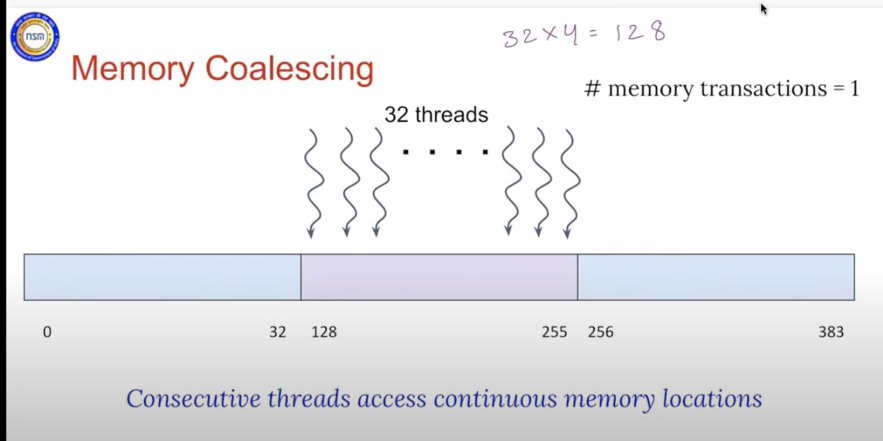 nsm
32 x 4 = 128
Memory Coalescing
# memory transactions = 1
32 threads
0 32 128 255 256 383
Consecutive threads access continuous memory locations